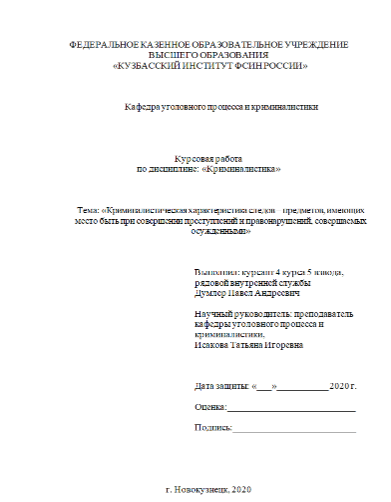 ФЕДЕРАЛЬНОЕ КАЗЕННОЕ ОБРАЗОВАТЕЛЬНОЕ УЧРЕЖДЕНИЕ
ВЫСШЕГО ОБРАЗОВАНИЯ
«КУЗБАССКИЙ ИНСТИТУТ ФСИН РОССИИ»
Кафедра уголовного процесса и криминалистики
Курсовая работа
по дисциплине: «Криминалистика»
Тема: «Криминалистическая характеристика следов – предметов, имеющих
место быть при совершении преступлений и правонарушений, совершаемых
осужденными»
Выполнил: курсант 4 курса 5 взвода,
рядовой внутренней службы
Думлер Павел Андреевич
Научный руководитель: преподаватель
кафедры уголовного процесса и
криминалистики,
Исакова Татьяна Игоревна
Дата защиты: «___»____________2020 г.
Оценка:____________________________
Подпись:___________________________
г. Новокузнецк, 2020